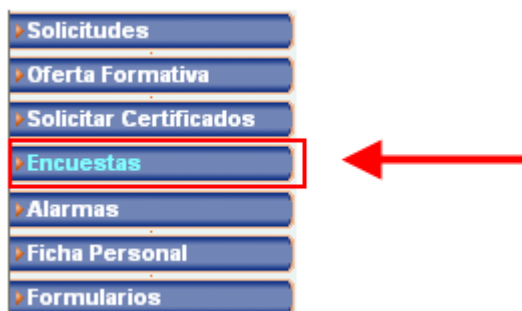 Solicitudes
Oferta Formativa
Solicitar Certificados
Encuestas
Alarmas
Ficha Personal
Formularios